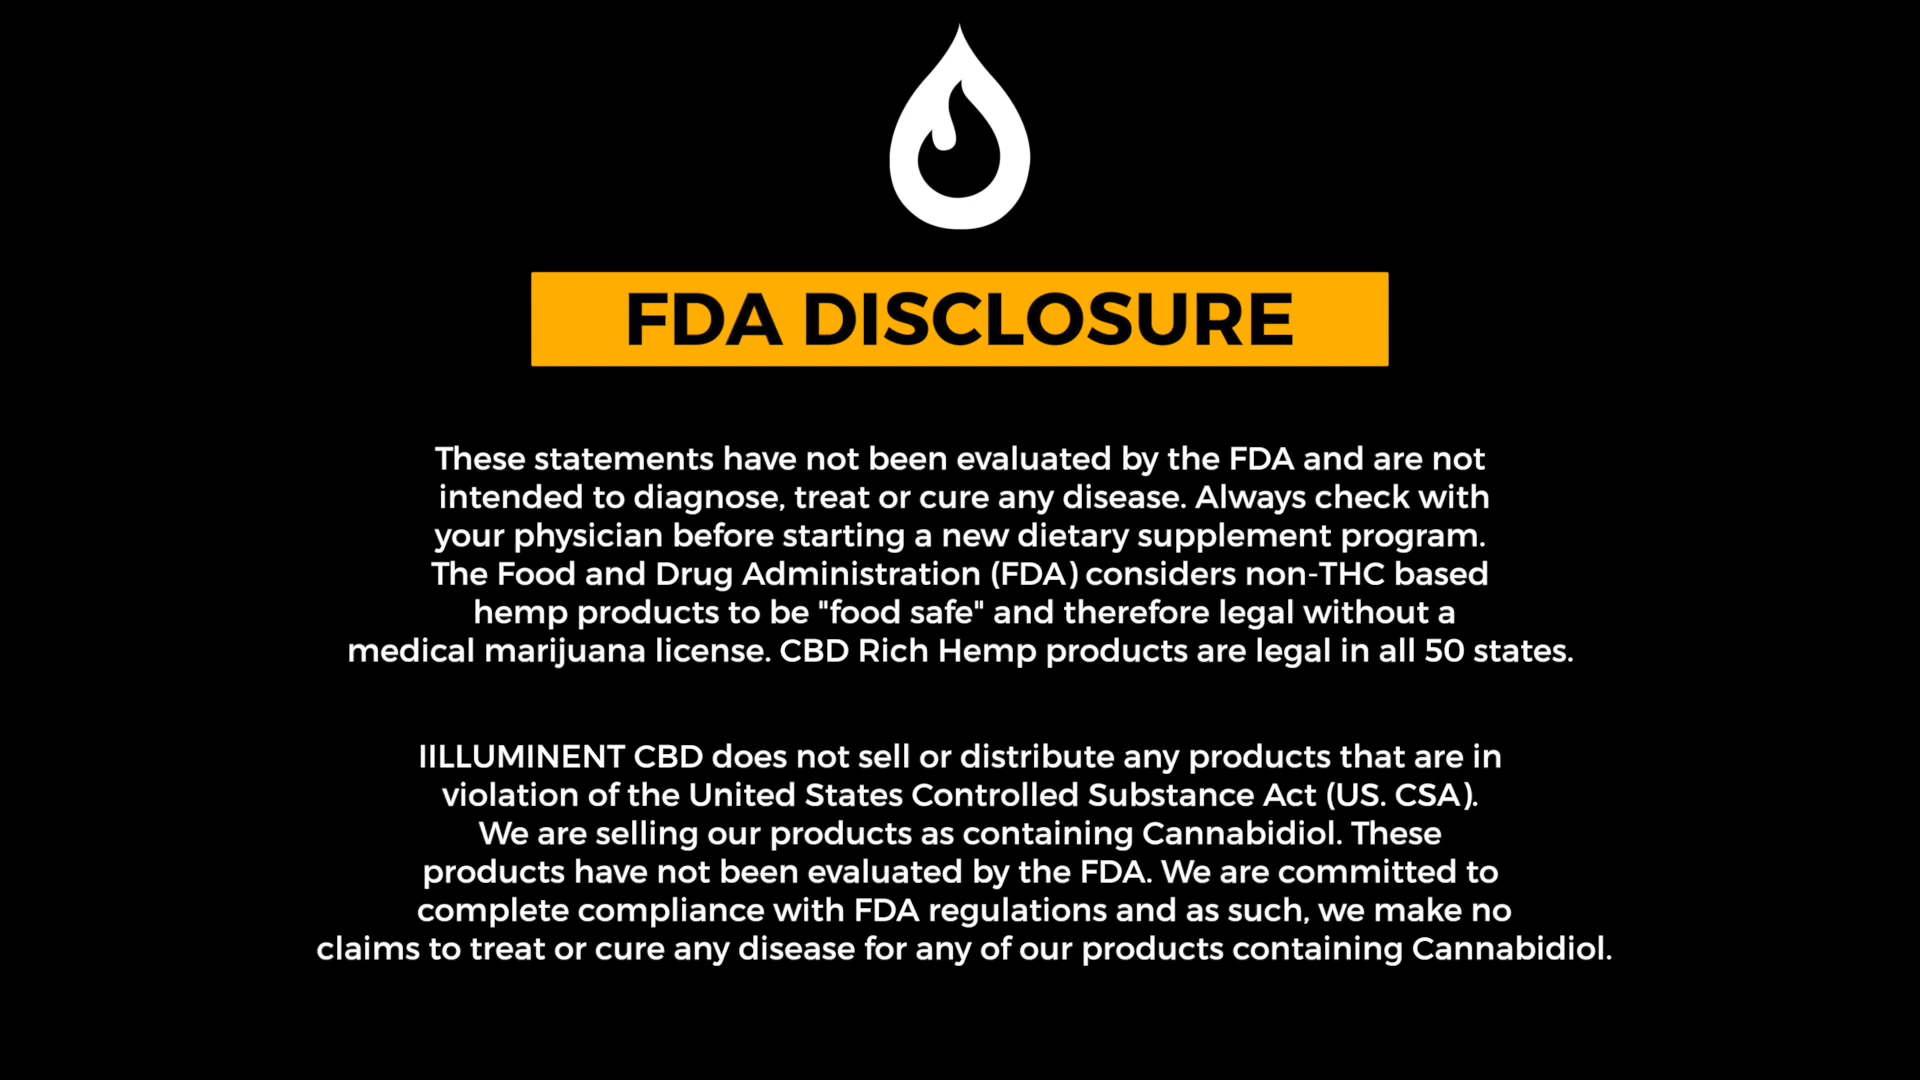 FDA DISCLOSURE
These statements have not been evaluated by the FDA and are not
intended to diagnose, treat or cure any disease. Always check with
your physician before starting a new dietary supplement program.
The Food and Drug Administration (FDA) considers non-THC based
hemp products to be "food safe" and therefore legal without a
medical marijuana license. CBD Rich Hemp products are legal in all 50 states.
IILLUMINENT CBD does not sell or distribute any products that are in
violation of the United States Controlled Substance Act (US. CSA).
We are selling our products as containing Cannabidiol. These
products have not been evaluated by the FDA. We are committed to
complete compliance with FDA regulations and as such, we make no
claims to treat or cure any disease for any of our products containing Cannabidiol.